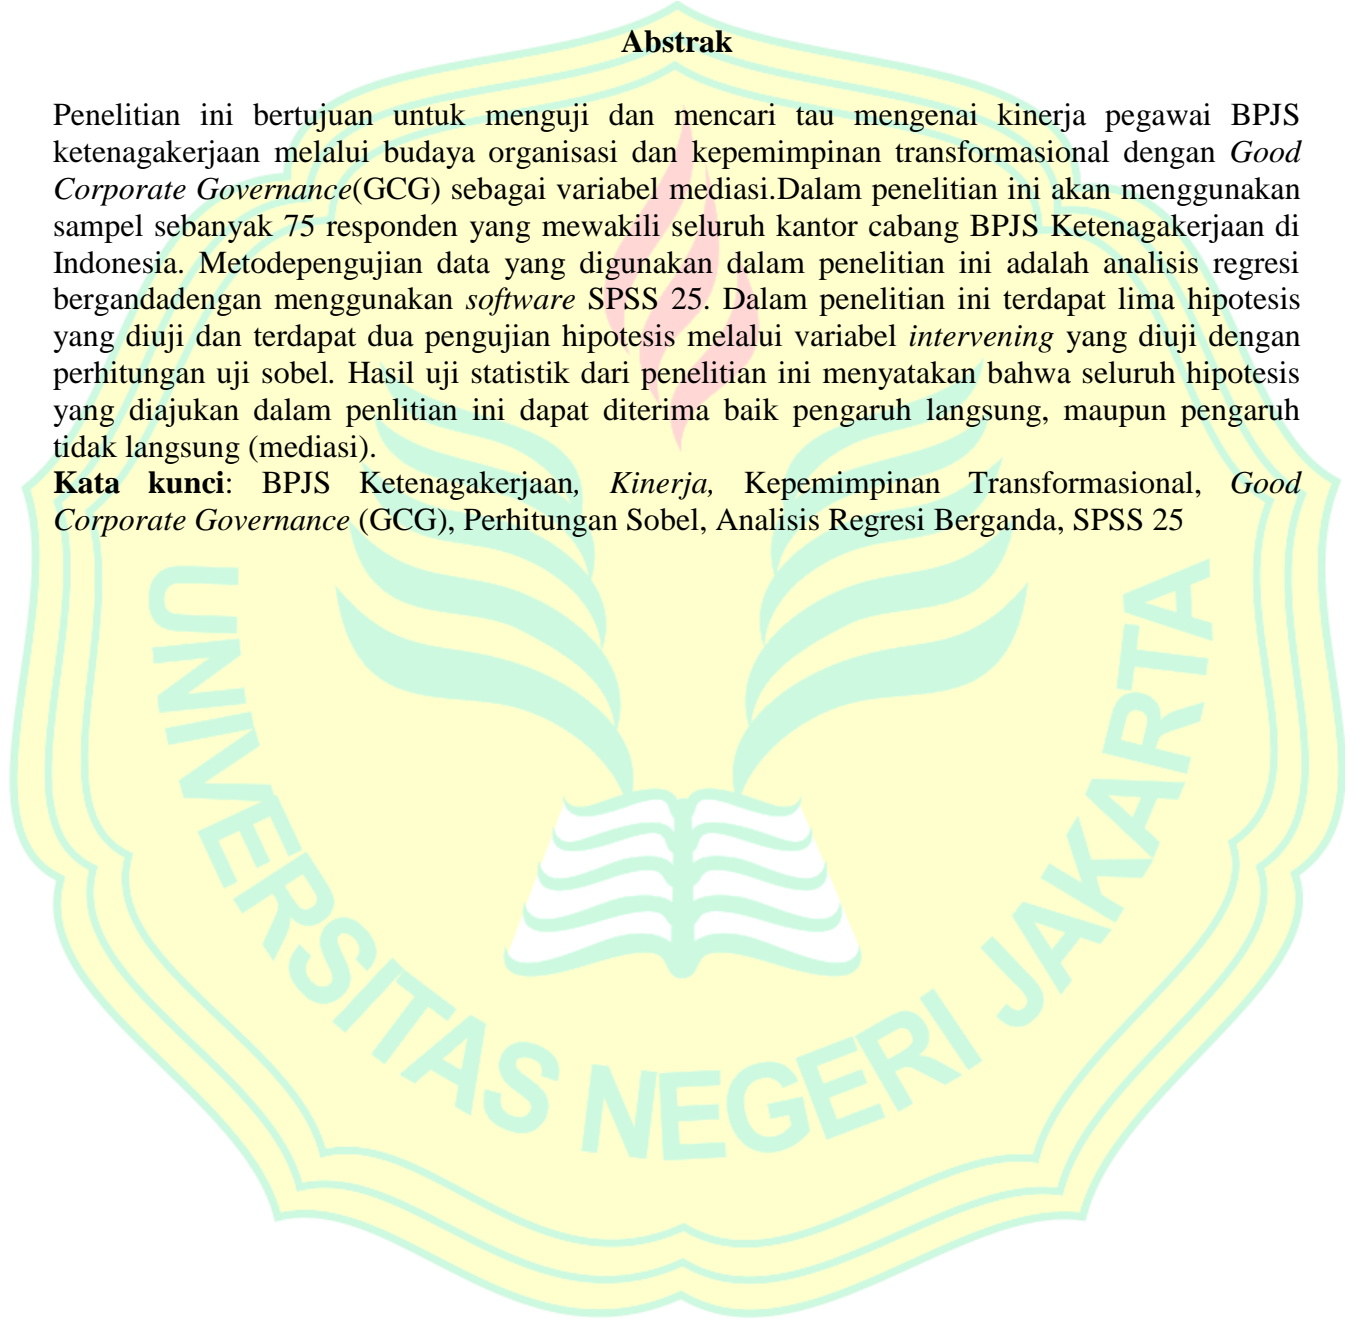 Abstrak
Penelitian ini bertujuan untuk menguji dan mencari tau mengenai kinerja pegawai BPJS
ketenagakerjaan melalui budaya organisasi dan kepemimpinan transformasional dengan Good
Corporate Governance(GCG) sebagai variabel mediasi.Dalam penelitian ini akan menggunakan
sampel sebanyak 75 responden yang mewakili seluruh kantor cabang BPJS Ketenagakerjaan di
Indonesia. Metodepengujian data yang digunakan dalam penelitian ini adalah analisis regresi
bergandadengan menggunakan software SPSS 25. Dalam penelitian ini terdapat lima hipotesis
yang diuji dan terdapat dua pengujian hipotesis melalui variabel intervening yang diuji dengan
perhitungan uji sobel. Hasil uji statistik dari penelitian ini menyatakan bahwa seluruh hipotesis
yang diajukan dalam penlitian ini dapat diterima baik pengaruh langsung, maupun pengaruh
tidak langsung (mediasi).
Kata kunci: BPJS Ketenagakerjaan, Kinerja, Kepemimpinan Transformasional, Good
Corporate Governance (GCG), Perhitungan Sobel, Analisis Regresi Berganda, SPSS 25
UNIVERSITAS NEGERI JAKARTA